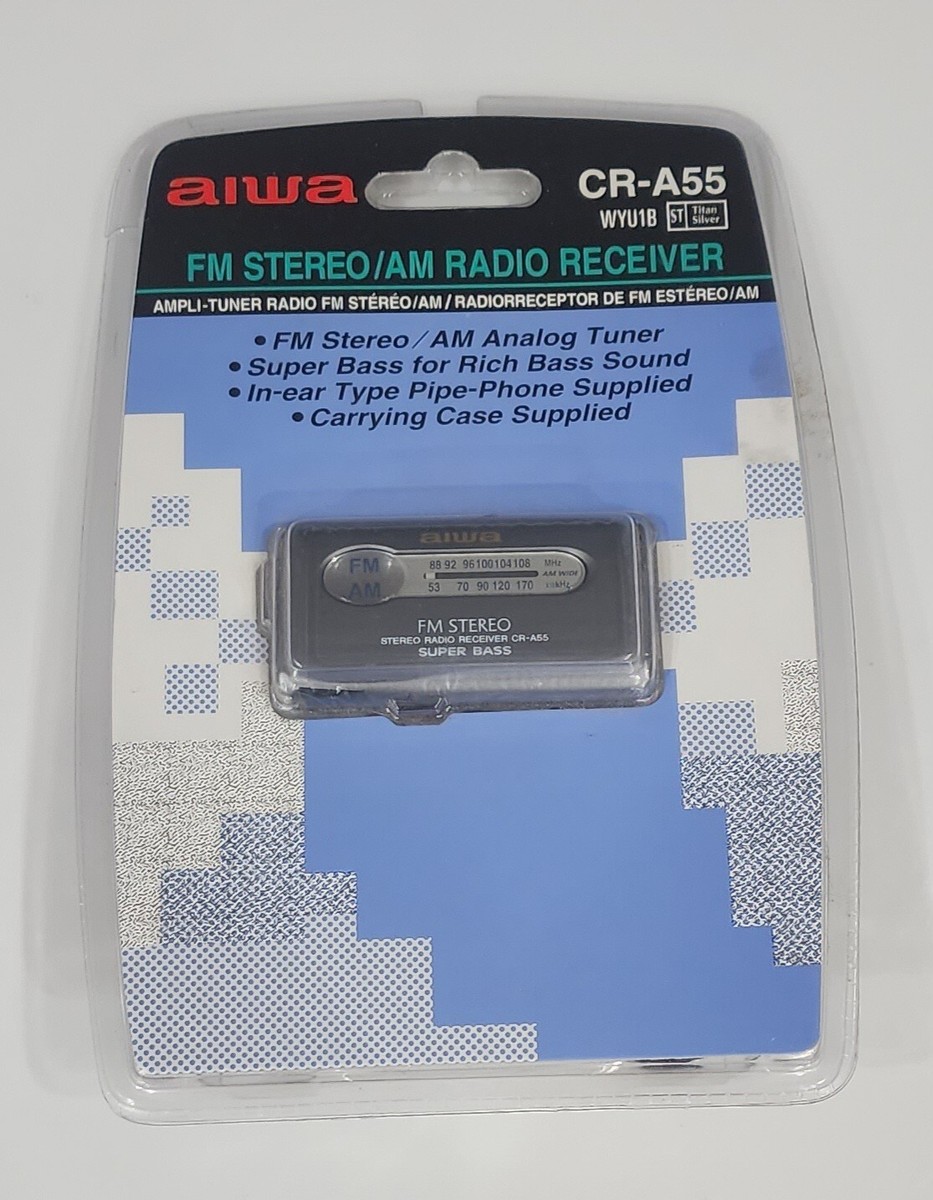 aiwa
CR-A55
WYU1B ST Titan Silver
FM STEREO/AM RADIO RECEIVER
AMPLI-TUNER RADIO FM STÉRÉO/AM / RADIORRECEPTOR DE FM ESTÉREO/AM
• FM Stereo/AM Analog Tuner
• Super Bass for Rich Bass Sound
• In-ear Type Pipe-Phone Supplied
• Carrying Case Supplied
aiwa
FM 88 92 96 100 104 108 MHz
AM WIDE
AM 53 70 90 120 170 kHz
FM STEREO
STEREO RADIO RECEIVER CR-A55
SUPER BASS